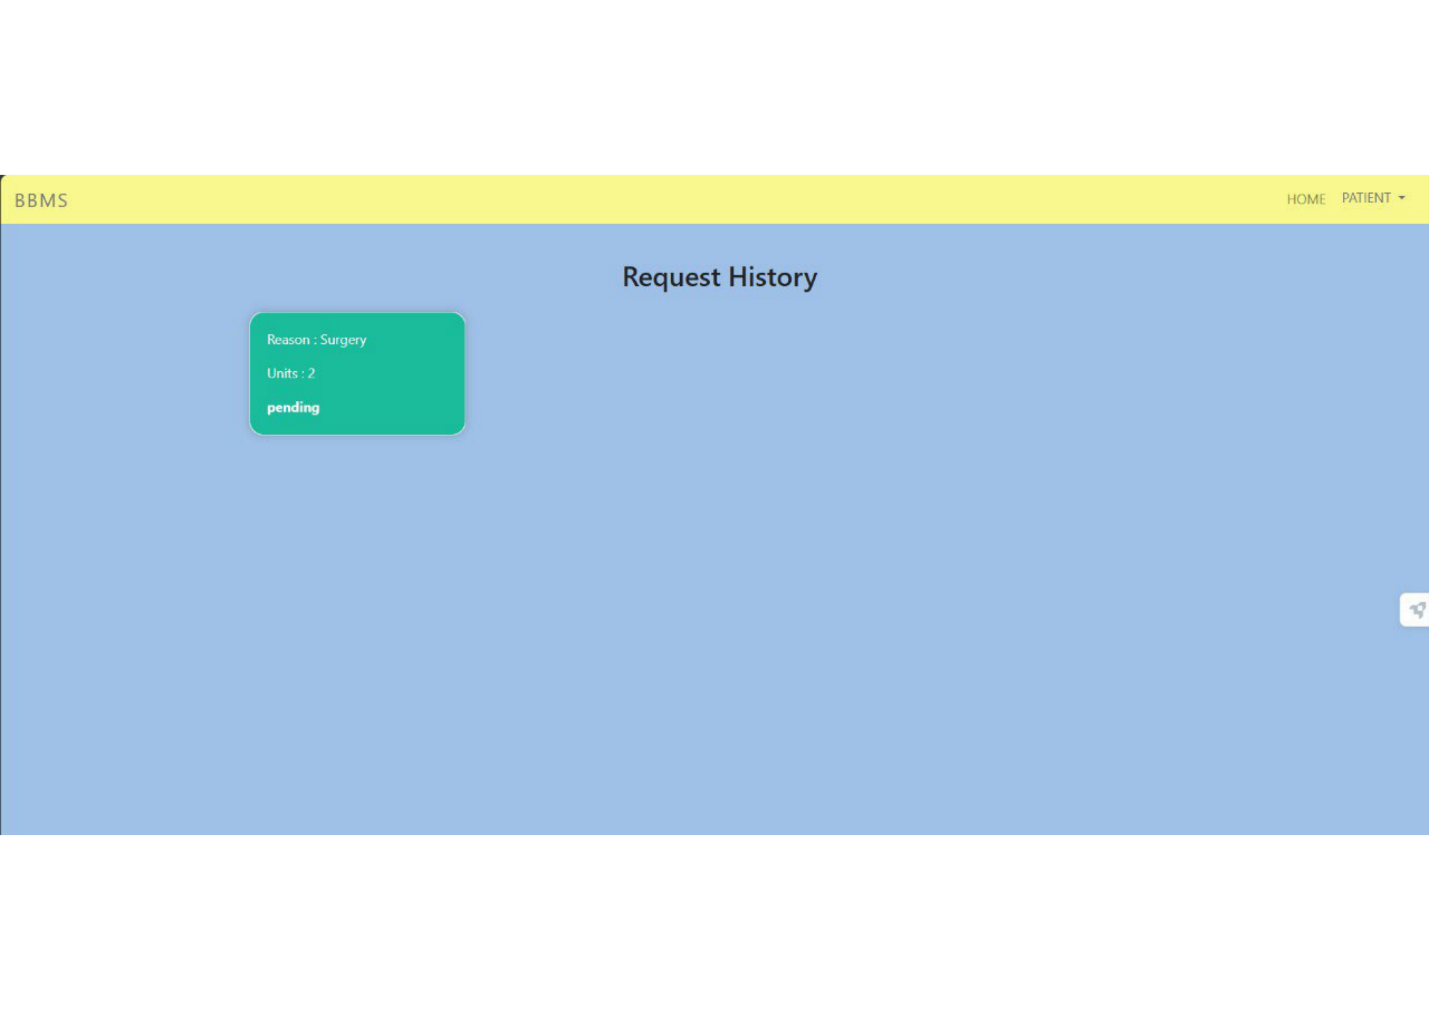 BBMS
HOME
PATIENT
Request History
Reason : Surgery
Units : 2
pending